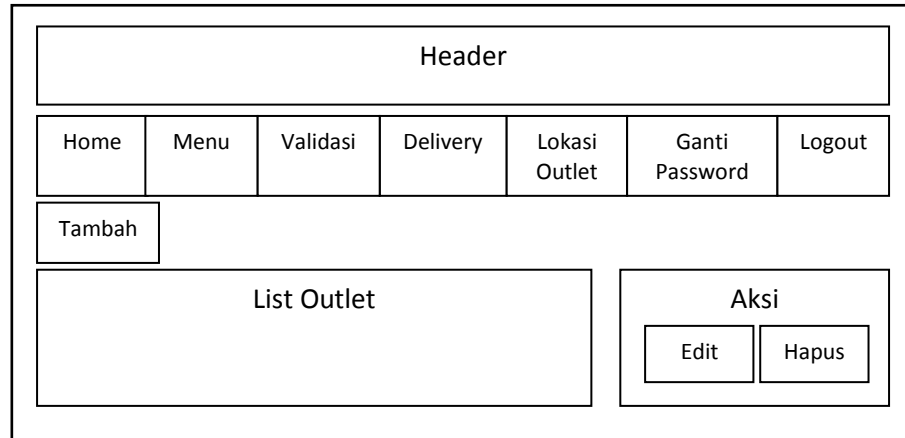 Header
Home Menu Validasi Delivery Lokasi Outlet Ganti Password Logout
Tambah
List Outlet Aksi
Edit Hapus